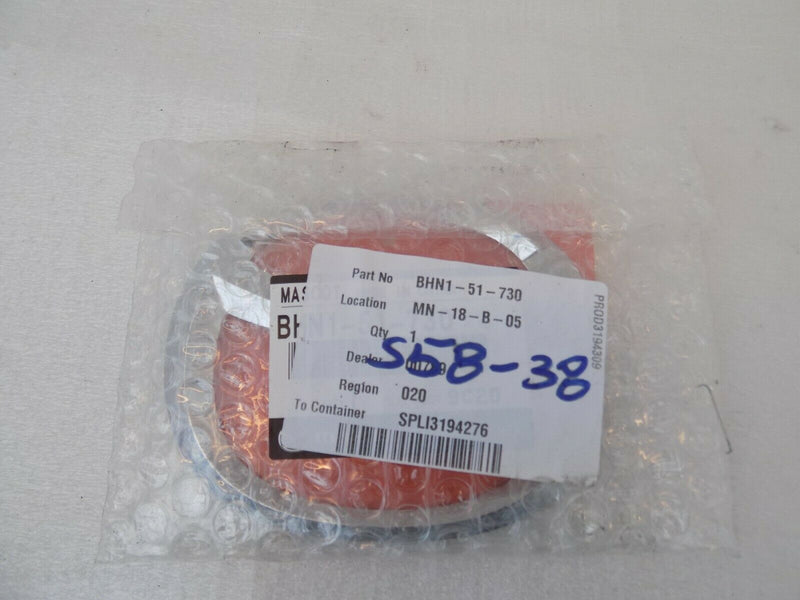 Part No BHN1-51-730
Location MN-18-B-05
Qty 1
Dealer
Region 020
To Container SPLI3194276
PROD3194309
S58-38
MAS
BH